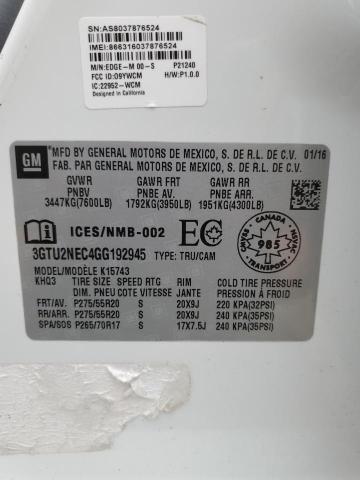 SN:AS8037876524
IMEI:866316037876524
M/N:EDGE-M 00-S P21240
FCC ID:O9YWCM H/W:P1.0.0
IC:22952-WCM
Designed in California
GM
*MFD BY GENERAL MOTORS DE MEXICO, S. DE R.L. DE C.V. 01/16
FAB. PAR GENERAL MOTORS DE MEXICO, S. DE R.L. DE C.V.
GVWR GAWR FRT GAWR RR
PNBV PNBE AV. PNBE ARR.
3447KG(7600LB) 1792KG(3950LB) 1951KG(4300LB)
ICES/NMB-002 EC CANADA 985 TRANSPORT
3GTU2NEC4GG192945 TYPE: TRU/CAM
MODEL/MODÈLE K15743
KHQ3 TIRE SIZE SPEED RTG RIM COLD TIRE PRESSURE
DIM. PNEU COTE VITESSE JANTE PRESSION À FROID
FRT/AV. P275/55R20 S 20X9J 220 KPA(32PSI)
RR/ARR. P275/55R20 S 20X9J 240 KPA(35PSI)
SPA/SOS P265/70R17 S 17X7.5J 240 KPA(35PSI)